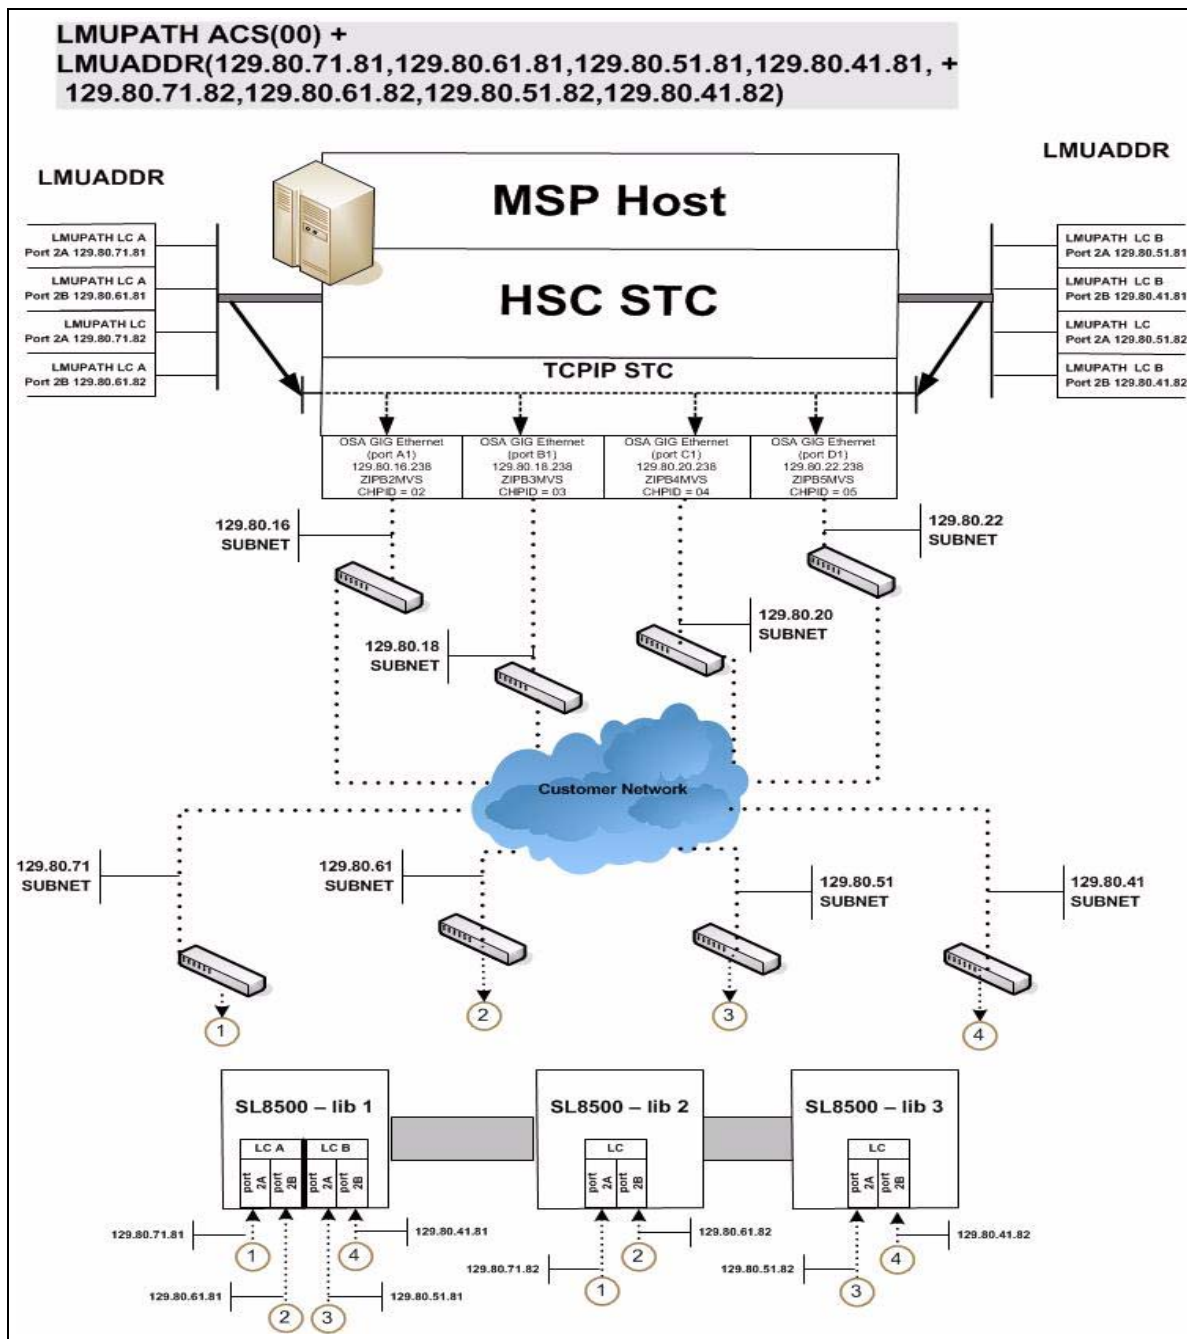 LMUPATH ACS(00) +
LMUADDR(129.80.71.81,129.80.61.81,129.80.51.81,129.80.41.81, +
129.80.71.82,129.80.61.82,129.80.51.82,129.80.41.82)
LMUADDR
LMUADDR
MSP Host
HSC STC
TCPIP STC
LMUPATH LC A
Port 2A 129.80.71.81
LMUPATH LC A
Port 2B 129.80.61.81
LMUPATH LC
Port 2A 129.80.71.82
LMUPATH LC A
Port 2B 129.80.61.82
LMUPATH LC B
Port 2A 129.80.51.81
LMUPATH LC B
Port 2B 129.80.41.81
LMUPATH LC
Port 2A 129.80.51.82
LMUPATH LC B
Port 2B 129.80.41.82
OSA GIG Ethernet
(port A1)
129.80.16.238
ZIPB2MVS
CHPID = 02
OSA GIG Ethernet
(port B1)
129.80.18.238
ZIPB3MVS
CHPID = 03
OSA GIG Ethernet
(port C1)
129.80.20.238
ZIPB4MVS
CHPID = 04
OSA GIG Ethernet
(port D1)
129.80.22.238
ZIPB5MVS
CHPID = 05
129.80.16
SUBNET
129.80.22
SUBNET
129.80.18
SUBNET
129.80.20
SUBNET
Customer Network
129.80.71
SUBNET
129.80.61
SUBNET
129.80.51
SUBNET
129.80.41
SUBNET
1
2
3
4
SL8500 – lib 1
LC A
LC B
port 2A
port 2B
port 2A
port 2B
SL8500 – lib 2
LC
port 2A
port 2B
SL8500 – lib 3
LC
port 2A
port 2B
129.80.71.81
1
129.80.61.81
2
3
129.80.51.81
4
129.80.41.81
129.80.71.82
1
2
129.80.61.82
129.80.51.82
3
4
129.80.41.82